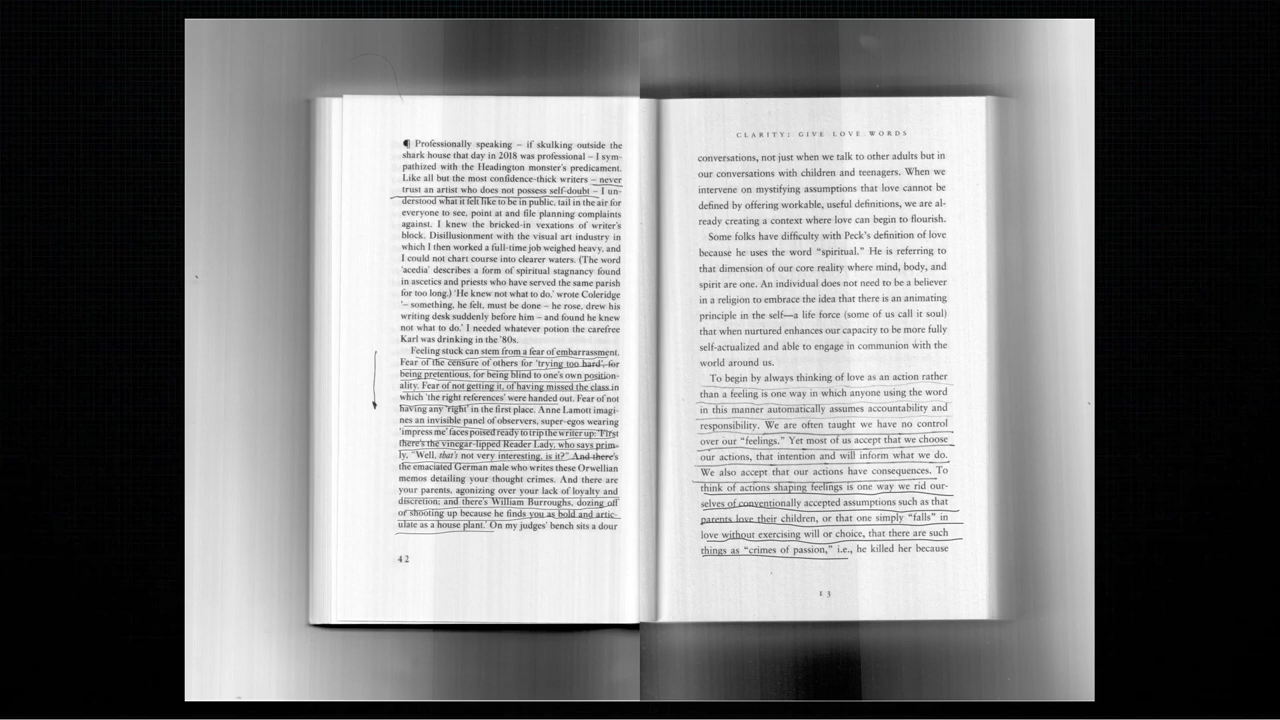 ¶ Professionally speaking – if skulking outside the
shark house that day in 2018 was professional – I sym-
pathized with the Headington monster's predicament.
Like all but the most confidence-thick writers – never
trust an artist who does not possess self-doubt – I un-
derstood what it felt like to be in public, tail in the air for
everyone to see, point at and file planning complaints
against. I knew the bricked-in vexations of writer's
block. Disillusionment with the visual art industry in
which I then worked a full-time job weighed heavy, and
I could not chart course into clearer waters. (The word
'acedia' describes a form of spiritual stagnancy found
in ascetics and priests who have served the same parish
for too long.) 'He knew not what to do,' wrote Coleridge
'– something, he felt, must be done – he rose, drew his
writing desk suddenly before him – and found he knew
not what to do.' I needed whatever potion the carefree
Karl was drinking in the '80s.
Feeling stuck can stem from a fear of embarrassment.
Fear of the censure of others for 'trying too hard', for
being pretentious, for being blind to one's own position-
ality. Fear of not getting it, of having missed the class in
which 'the right references' were handed out. Fear of not
having any 'right' in the first place. Anne Lamott imagi-
nes an invisible panel of observers, super-egos wearing
'impress me' faces poised ready to trip the writer up: 'First
there's the vinegar-lipped Reader Lady, who says prim-
ly, "Well, that's not very interesting, is it?" And there's
the emaciated German male who writes these Orwellian
memos detailing your thought crimes. And there are
your parents, agonizing over your lack of loyalty and
discretion; and there's William Burroughs, dozing off
or shooting up because he finds you as bold and artic-
ulate as a house plant.' On my judges' bench sits a dour
42
CLARITY: GIVE LOVE WORDS
conversations, not just when we talk to other adults but in
our conversations with children and teenagers. When we
intervene on mystifying assumptions that love cannot be
defined by offering workable, useful definitions, we are al-
ready creating a context where love can begin to flourish.
Some folks have difficulty with Peck's definition of love
because he uses the word "spiritual." He is referring to
that dimension of our core reality where mind, body, and
spirit are one. An individual does not need to be a believer
in a religion to embrace the idea that there is an animating
principle in the self—a life force (some of us call it soul)
that when nurtured enhances our capacity to be more fully
self-actualized and able to engage in communion with the
world around us.
To begin by always thinking of love as an action rather
than a feeling is one way in which anyone using the word
in this manner automatically assumes accountability and
responsibility. We are often taught we have no control
over our "feelings." Yet most of us accept that we choose
our actions, that intention and will inform what we do.
We also accept that our actions have consequences. To
think of actions shaping feelings is one way we rid our-
selves of conventionally accepted assumptions such as that
parents love their children, or that one simply "falls" in
love without exercising will or choice, that there are such
things as "crimes of passion," i.e., he killed her because
13